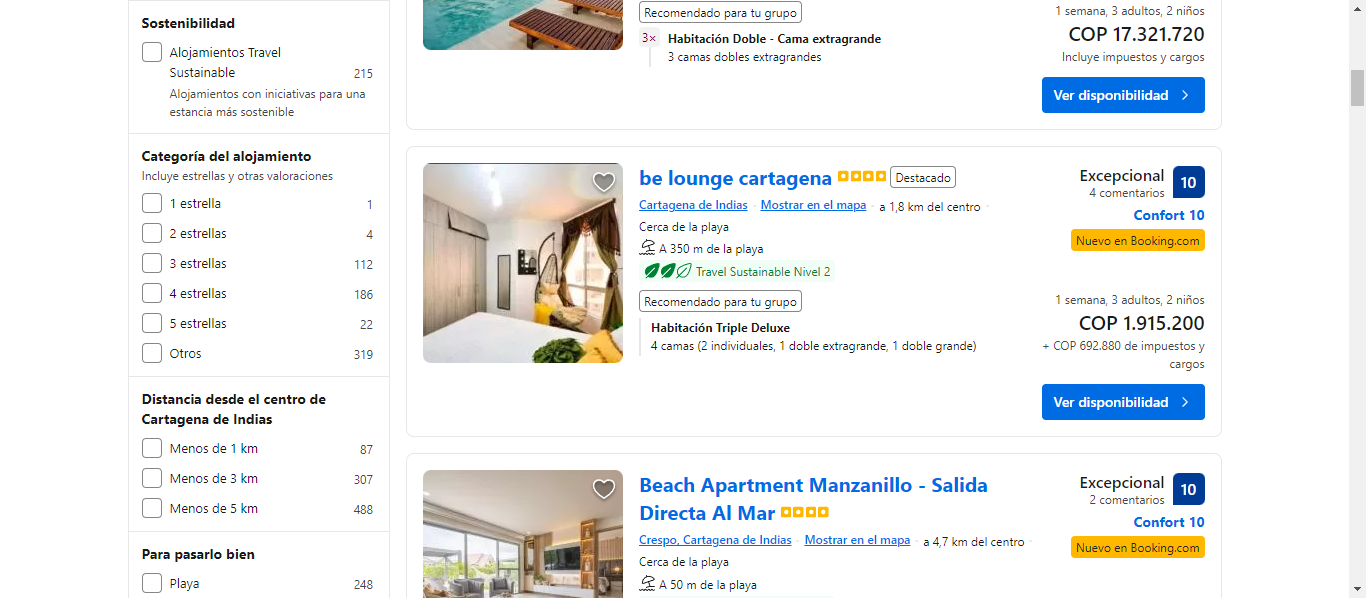 Sostenibilidad
Alojamientos Travel
Sustainable 215
Alojamientos con iniciativas para una
estancia más sostenible
Categoría del alojamiento
Incluye estrellas y otras valoraciones
1 estrella 1
2 estrellas 4
3 estrellas 112
4 estrellas 186
5 estrellas 22
Otros 319
Distancia desde el centro de
Cartagena de Indias
Menos de 1 km 87
Menos de 3 km 307
Menos de 5 km 488
Para pasarlo bien
Playa 248
Recomendado para tu grupo
3× Habitación Doble - Cama extragrande
3 camas dobles extragrandes
1 semana, 3 adultos, 2 niños
COP 17.321.720
Incluye impuestos y cargos
Ver disponibilidad
be lounge cartagena Destacado
Cartagena de Indias · Mostrar en el mapa · a 1,8 km del centro ·
Cerca de la playa
A 350 m de la playa
Travel Sustainable Nivel 2
Recomendado para tu grupo
Habitación Triple Deluxe
4 camas (2 individuales, 1 doble extragrande, 1 doble grande)
Excepcional 10
4 comentarios
Confort 10
Nuevo en Booking.com
1 semana, 3 adultos, 2 niños
COP 1.915.200
+ COP 692.880 de impuestos y
cargos
Ver disponibilidad
Beach Apartment Manzanillo - Salida
Directa Al Mar
Crespo, Cartagena de Indias · Mostrar en el mapa · a 4,7 km del centro ·
Cerca de la playa
A 50 m de la playa
Excepcional 10
2 comentarios
Confort 10
Nuevo en Booking.com